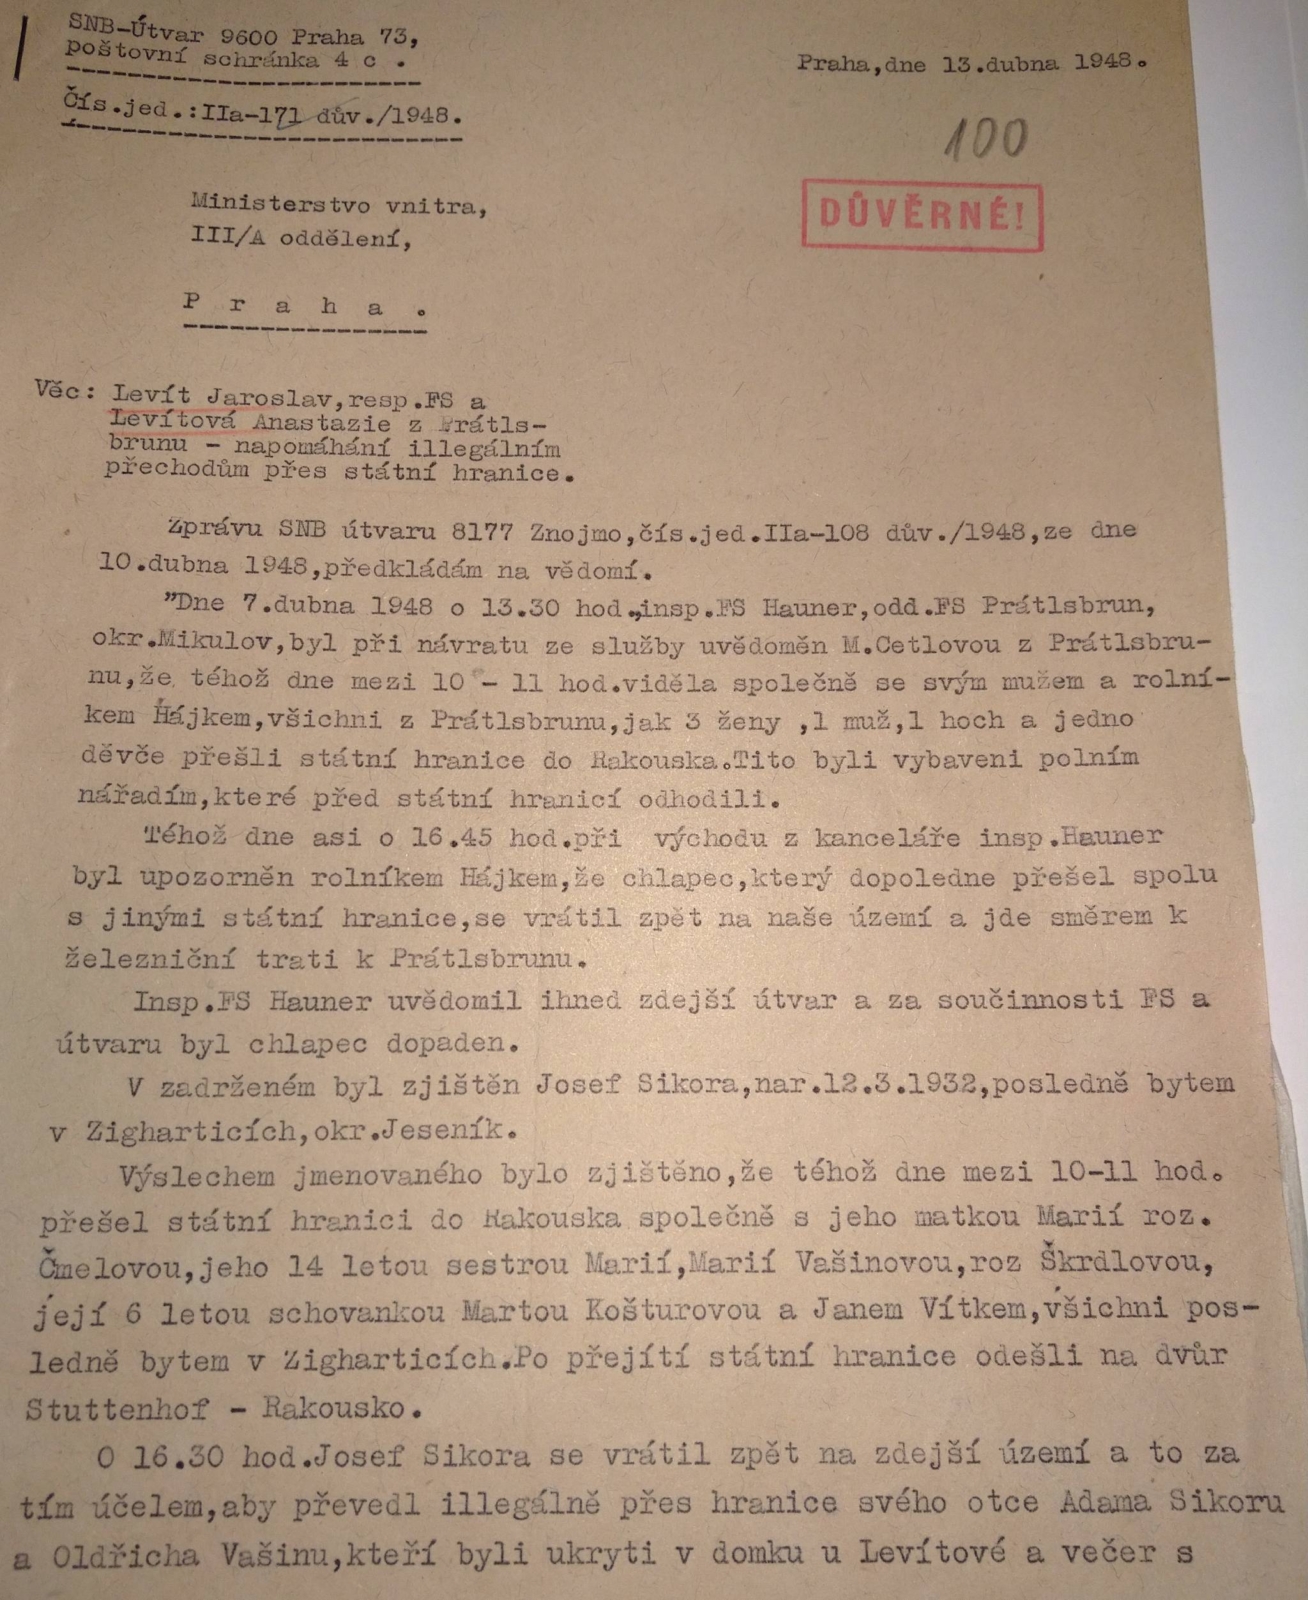 SNB-Útvar 9600 Praha 73,
poštovní schránka 4 c .
Praha,dne 13.dubna 1948.
Čís.jed.:IIa-171 dův./1948.
100
DŮVĚRNÉ!
Ministerstvo vnitra,
III/A oddělení,
P r a h a .
Věc: Levít Jaroslav,resp.FS a
Levítová Anastazie z Prátls-
brunu - napomáhání illegálním
přechodům přes státní hranice.
Zprávu SNB útvaru 8177 Znojmo,čís.jed.IIa-108 dův./1948,ze dne
10.dubna 1948,předkládám na vědomí.
"Dne 7.dubna 1948 o 13.30 hod.,insp.FS Hauner,odd.FS Prátlsbrun,
okr.Mikulov,byl při návratu ze služby uvědoměn M.Cetlovou z Prátlsbru-
nu,že téhož dne mezi 10 - 11 hod.viděla společně se svým mužem a rolní-
kem Hájkem,všichni z Prátlsbrunu,jak 3 ženy ,1 muž,1 hoch a jedno
děvče přešli státní hranice do Rakouska.Tito byli vybaveni polním
nářadím,které před státní hranicí odhodili.
Téhož dne asi o 16.45 hod.při východu z kanceláře insp.Hauner
byl upozorněn rolníkem Hájkem,že chlapec,který dopoledne přešel spolu
s jinými státní hranice,se vrátil zpět na naše území a jde směrem k
železniční trati k Prátlsbrunu.
Insp.FS Hauner uvědomil ihned zdejší útvar a za součinnosti FS a
útvaru byl chlapec dopaden.
V zadrženém byl zjištěn Josef Sikora,nar.12.3.1932,posledně bytem
v Zigharticích,okr.Jeseník.
Výslechem jmenovaného bylo zjištěno,že téhož dne mezi 10-11 hod.
přešel státní hranici do Rakouska společně s jeho matkou Marií roz.
Čmelovou,jeho 14 letou sestrou Marií,Marií Vašinovou,roz Škrdlovou,
její 6 letou schovankou Martou Košturovou a Janem Vítkem,všichni pos-
ledně bytem v Zigharticích.Po přejítí státní hranice odešli na dvůr
Stuttenhof - Rakousko.
O 16.30 hod.Josef Sikora se vrátil zpět na zdejší území a to za
tím účelem,aby převedl illegálně přes hranice svého otce Adama Sikoru
a Oldřicha Vašinu,kteří byli ukryti v domku u Levítové a večer s